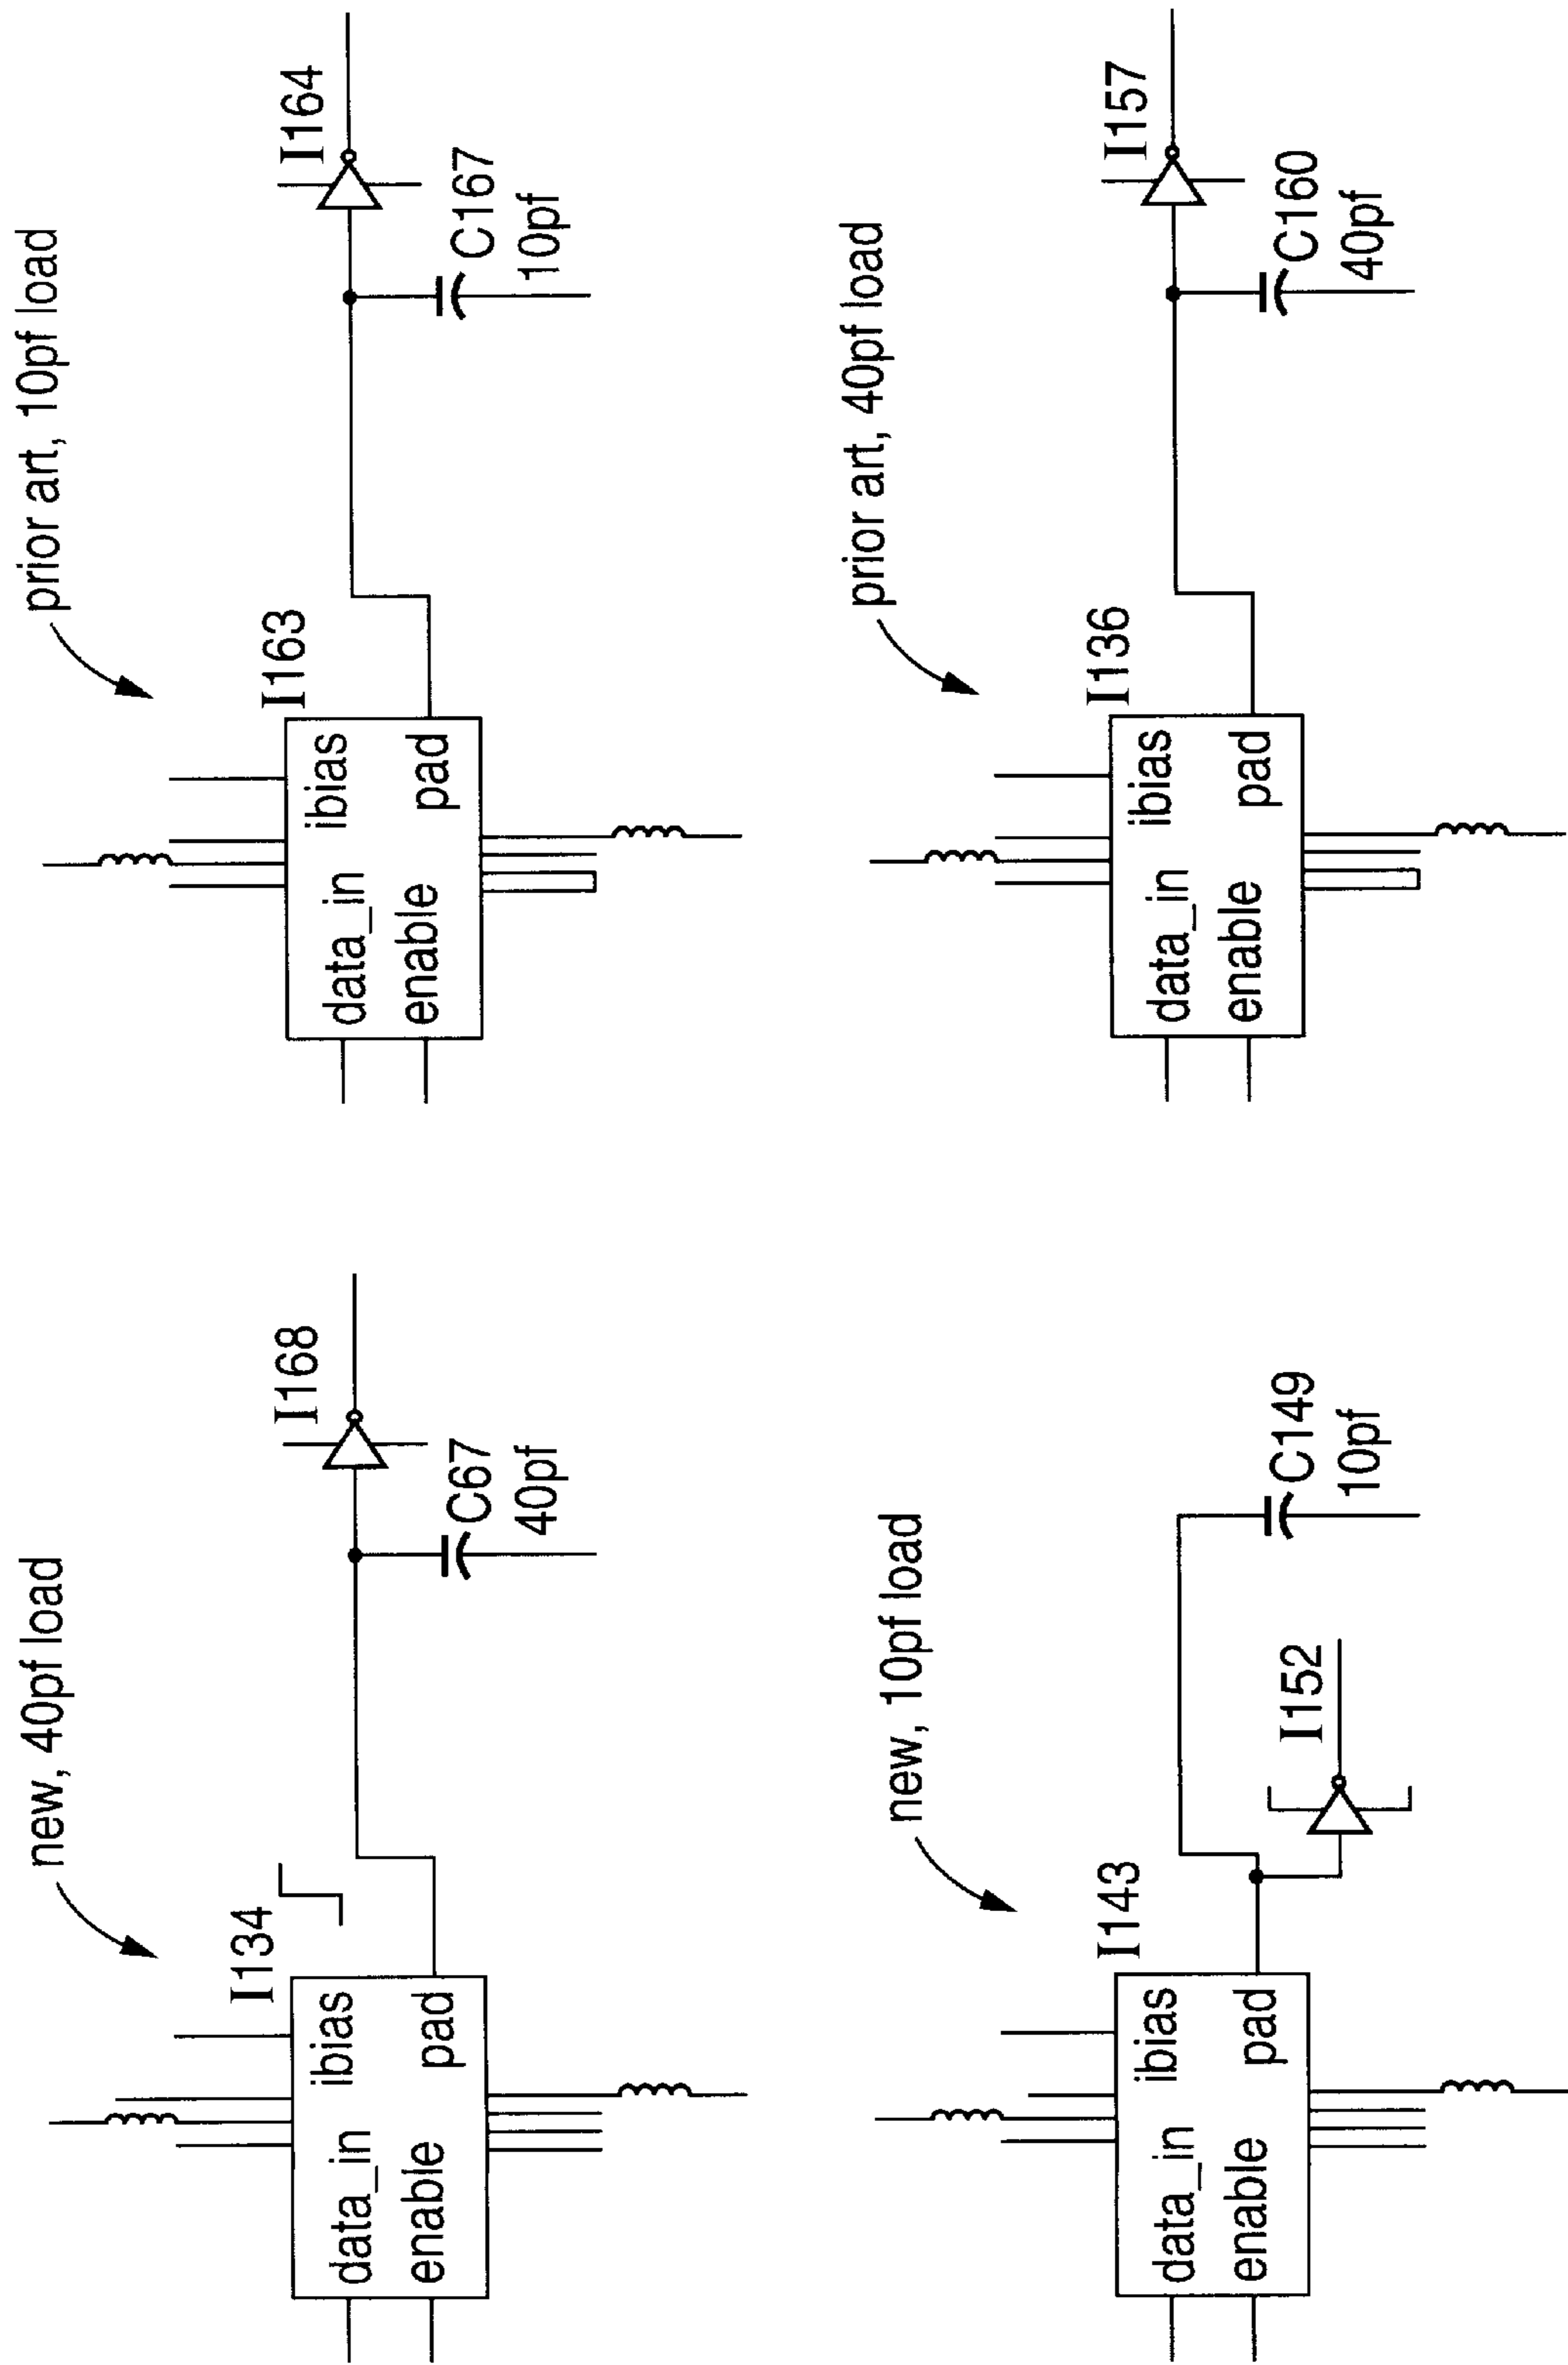 new, 40pf load
I134
data_in
ibias
enable
pad
I168
C67
40pf
prior art, 10pf load
I163
data_in
ibias
enable
pad
I164
C167
10pf
new, 10pf load
I143
data_in
ibias
enable
pad
I152
C149
10pf
prior art, 40pf load
I136
data_in
ibias
enable
pad
I157
C160
40pf